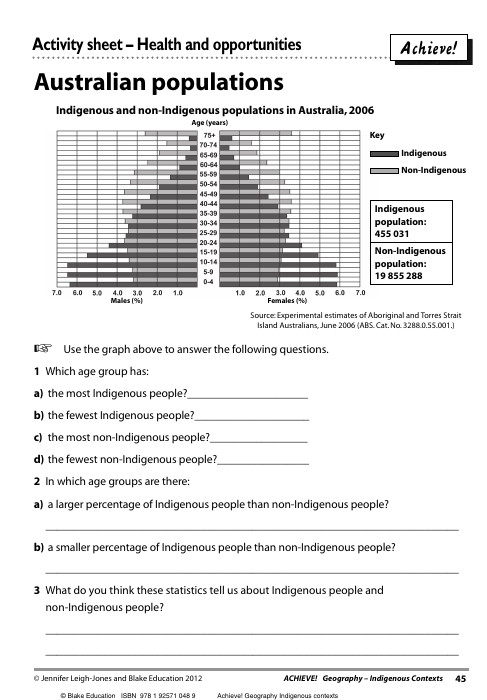 Activity sheet – Health and opportunities
Achieve!
Australian populations
Indigenous and non-Indigenous populations in Australia, 2006
Age (years)
75+
70-74
65-69
60-64
55-59
50-54
45-49
40-44
35-39
30-34
25-29
20-24
15-19
10-14
5-9
0-4
7.0 6.0 5.0 4.0 3.0 2.0 1.0
1.0 2.0 3.0 4.0 5.0 6.0 7.0
Males (%)
Females (%)
Key
Indigenous
Non-Indigenous
Indigenous
population:
455 031
Non-Indigenous
population:
19 855 288
Source: Experimental estimates of Aboriginal and Torres Strait
Island Australians, June 2006 (ABS. Cat. No. 3288.0.55.001.)
Use the graph above to answer the following questions.
1 Which age group has:
a) the most Indigenous people?
b) the fewest Indigenous people?
c) the most non-Indigenous people?
d) the fewest non-Indigenous people?
2 In which age groups are there:
a) a larger percentage of Indigenous people than non-Indigenous people?
b) a smaller percentage of Indigenous people than non-Indigenous people?
3 What do you think these statistics tell us about Indigenous people and
non-Indigenous people?
© Jennifer Leigh-Jones and Blake Education 2012
ACHIEVE! Geography – Indigenous Contexts 45
© Blake Education ISBN 978 1 92571 048 9 Achieve! Geography Indigenous contexts